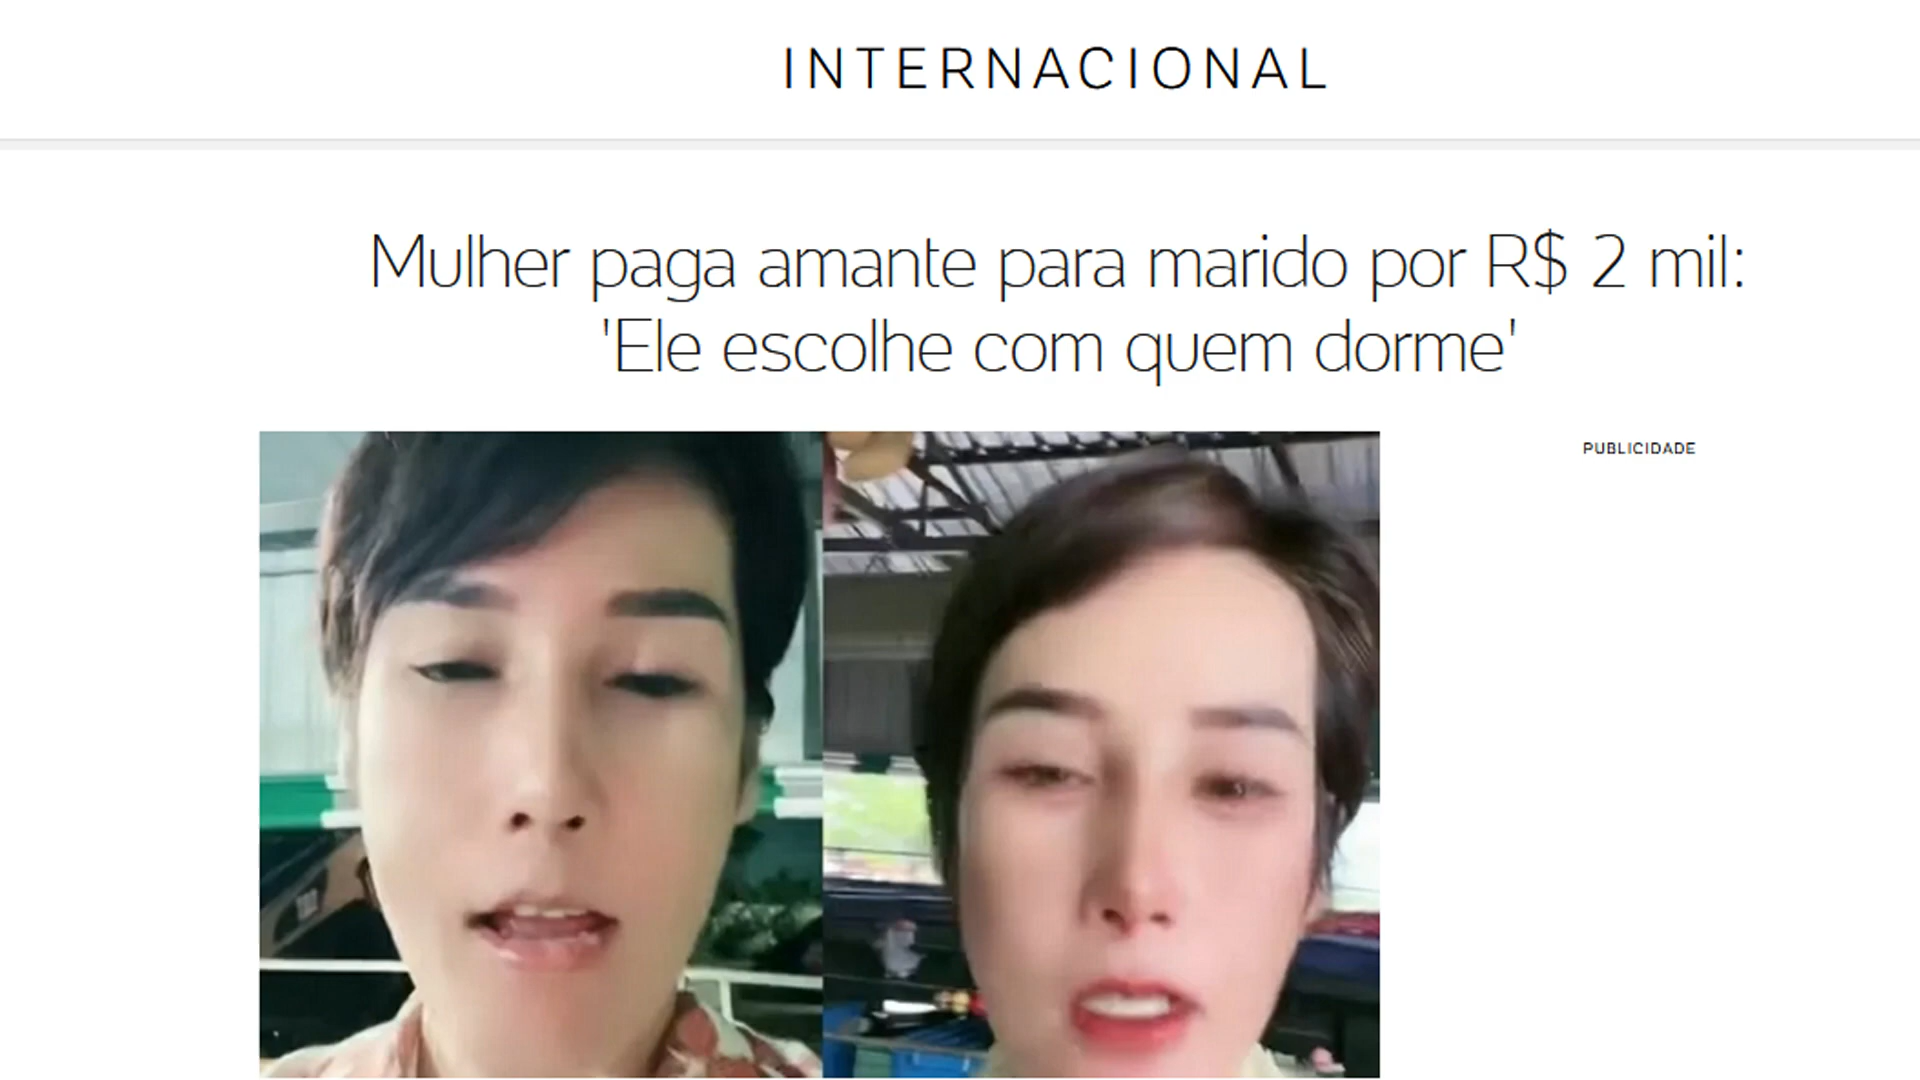 INTERNACIONAL
Mulher paga amante para marido por R$ 2 mil:
'Ele escolhe com quem dorme'
PUBLICIDADE